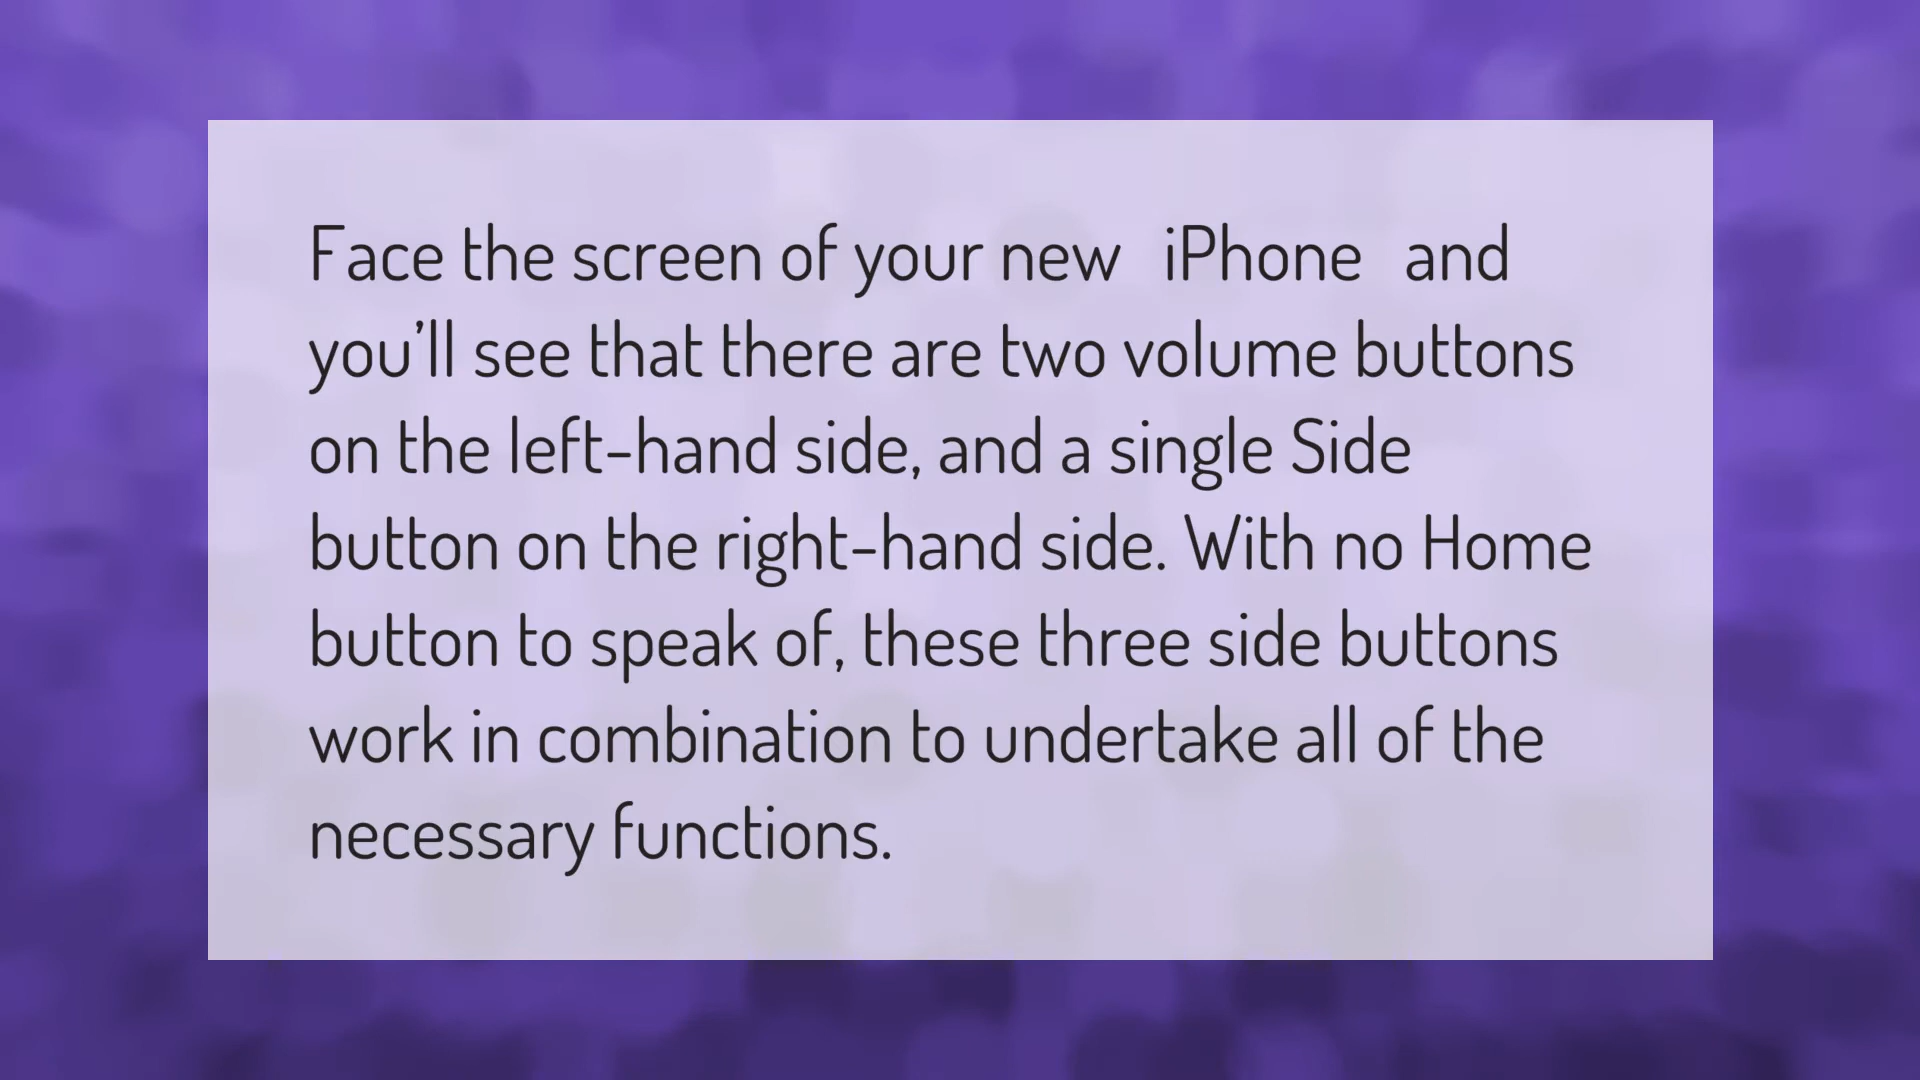 Face the screen of your new iPhone and
you’ll see that there are two volume buttons
on the left-hand side, and a single Side
button on the right-hand side. With no Home
button to speak of, these three side buttons
work in combination to undertake all of the
necessary functions.